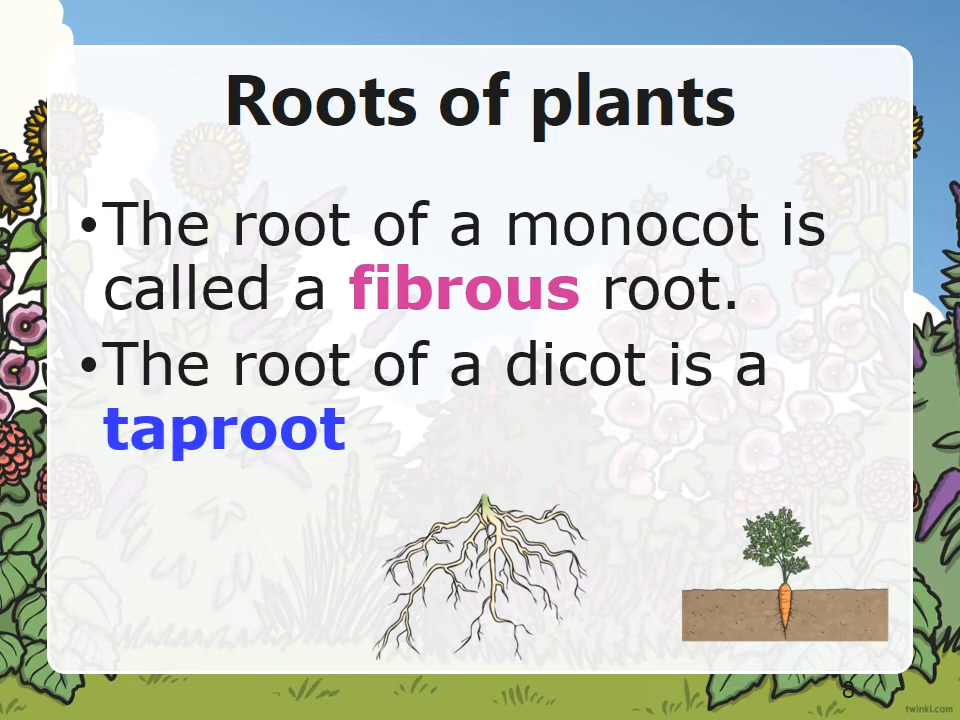 Roots of plants
•The root of a monocot is
called a fibrous root.
•The root of a dicot is a
taproot
8
twinkl.com